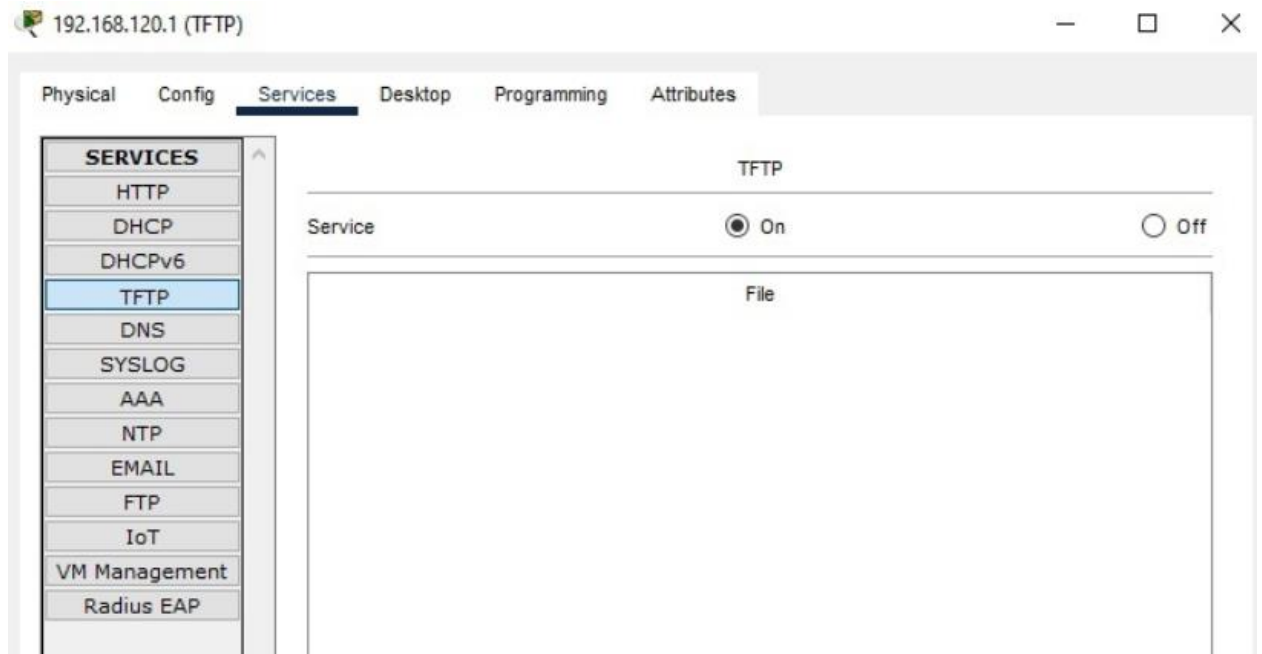 192.168.120.1 (TFTP)
Physical Config Services Desktop Programming Attributes
SERVICES
HTTP
DHCP
DHCPv6
TFTP
DNS
SYSLOG
AAA
NTP
EMAIL
FTP
IoT
VM Management
Radius EAP
TFTP
Service On Off
File